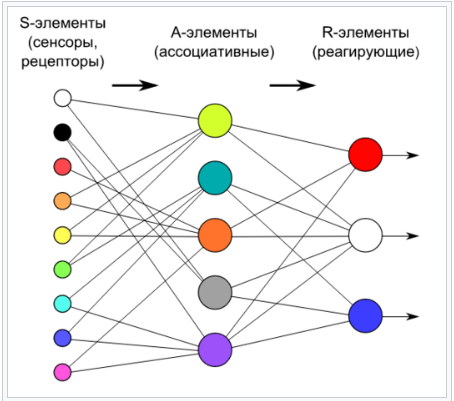 S-элементы
(сенсоры,
рецепторы)
A-элементы
(ассоциативные)
R-элементы
(реагирующие)